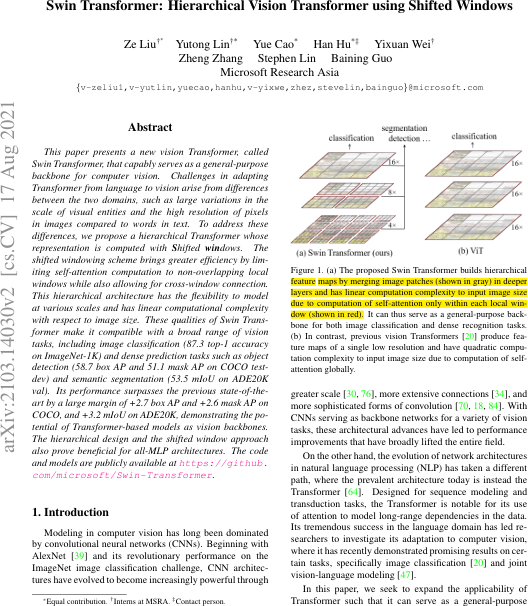 Swin Transformer: Hierarchical Vision Transformer using Shifted Windows
Ze Liu†* Yutong Lin†* Yue Cao* Han Hu*‡ Yixuan Wei†
Zheng Zhang Stephen Lin Baining Guo
Microsoft Research Asia
{v-zeliu1,v-yutlin,yuecao,hanhu,v-yixwe,zhez,stevelin,bainguo}@microsoft.com
arXiv:2103.14030v2 [cs.CV] 17 Aug 2021
Abstract
This paper presents a new vision Transformer, called
Swin Transformer, that capably serves as a general-purpose
backbone for computer vision. Challenges in adapting
Transformer from language to vision arise from differences
between the two domains, such as large variations in the
scale of visual entities and the high resolution of pixels
in images compared to words in text. To address these
differences, we propose a hierarchical Transformer whose
representation is computed with Shifted windows. The
shifted windowing scheme brings greater efficiency by lim-
iting self-attention computation to non-overlapping local
windows while also allowing for cross-window connection.
This hierarchical architecture has the flexibility to model
at various scales and has linear computational complexity
with respect to image size. These qualities of Swin Trans-
former make it compatible with a broad range of vision
tasks, including image classification (87.3 top-1 accuracy
on ImageNet-1K) and dense prediction tasks such as object
detection (58.7 box AP and 51.1 mask AP on COCO test-
dev) and semantic segmentation (53.5 mIoU on ADE20K
val). Its performance surpasses the previous state-of-the-
art by a large margin of +2.7 box AP and +2.6 mask AP on
COCO, and +3.2 mIoU on ADE20K, demonstrating the po-
tential of Transformer-based models as vision backbones.
The hierarchical design and the shifted window approach
also prove beneficial for all-MLP architectures. The code
and models are publicly available at https://github.
com/microsoft/Swin-Transformer.
1. Introduction
Modeling in computer vision has long been dominated
by convolutional neural networks (CNNs). Beginning with
AlexNet [39] and its revolutionary performance on the
ImageNet image classification challenge, CNN architec-
tures have evolved to become increasingly powerful through
*Equal contribution. †Interns at MSRA. ‡Contact person.
segmentation
classification detection ... classification
16× 16×
8× 16×
4× 16×
(a) Swin Transformer (ours) (b) ViT
Figure 1. (a) The proposed Swin Transformer builds hierarchical
feature maps by merging image patches (shown in gray) in deeper
layers and has linear computation complexity to input image size
due to computation of self-attention only within each local win-
dow (shown in red). It can thus serve as a general-purpose back-
bone for both image classification and dense recognition tasks.
(b) In contrast, previous vision Transformers [20] produce fea-
ture maps of a single low resolution and have quadratic compu-
tation complexity to input image size due to computation of self-
attention globally.
greater scale [30, 76], more extensive connections [34], and
more sophisticated forms of convolution [70, 18, 84]. With
CNNs serving as backbone networks for a variety of vision
tasks, these architectural advances have led to performance
improvements that have broadly lifted the entire field.
On the other hand, the evolution of network architectures
in natural language processing (NLP) has taken a different
path, where the prevalent architecture today is instead the
Transformer [64]. Designed for sequence modeling and
transduction tasks, the Transformer is notable for its use
of attention to model long-range dependencies in the data.
Its tremendous success in the language domain has led re-
searchers to investigate its adaptation to computer vision,
where it has recently demonstrated promising results on cer-
tain tasks, specifically image classification [20] and joint
vision-language modeling [47].
In this paper, we seek to expand the applicability of
Transformer such that it can serve as a general-purpose